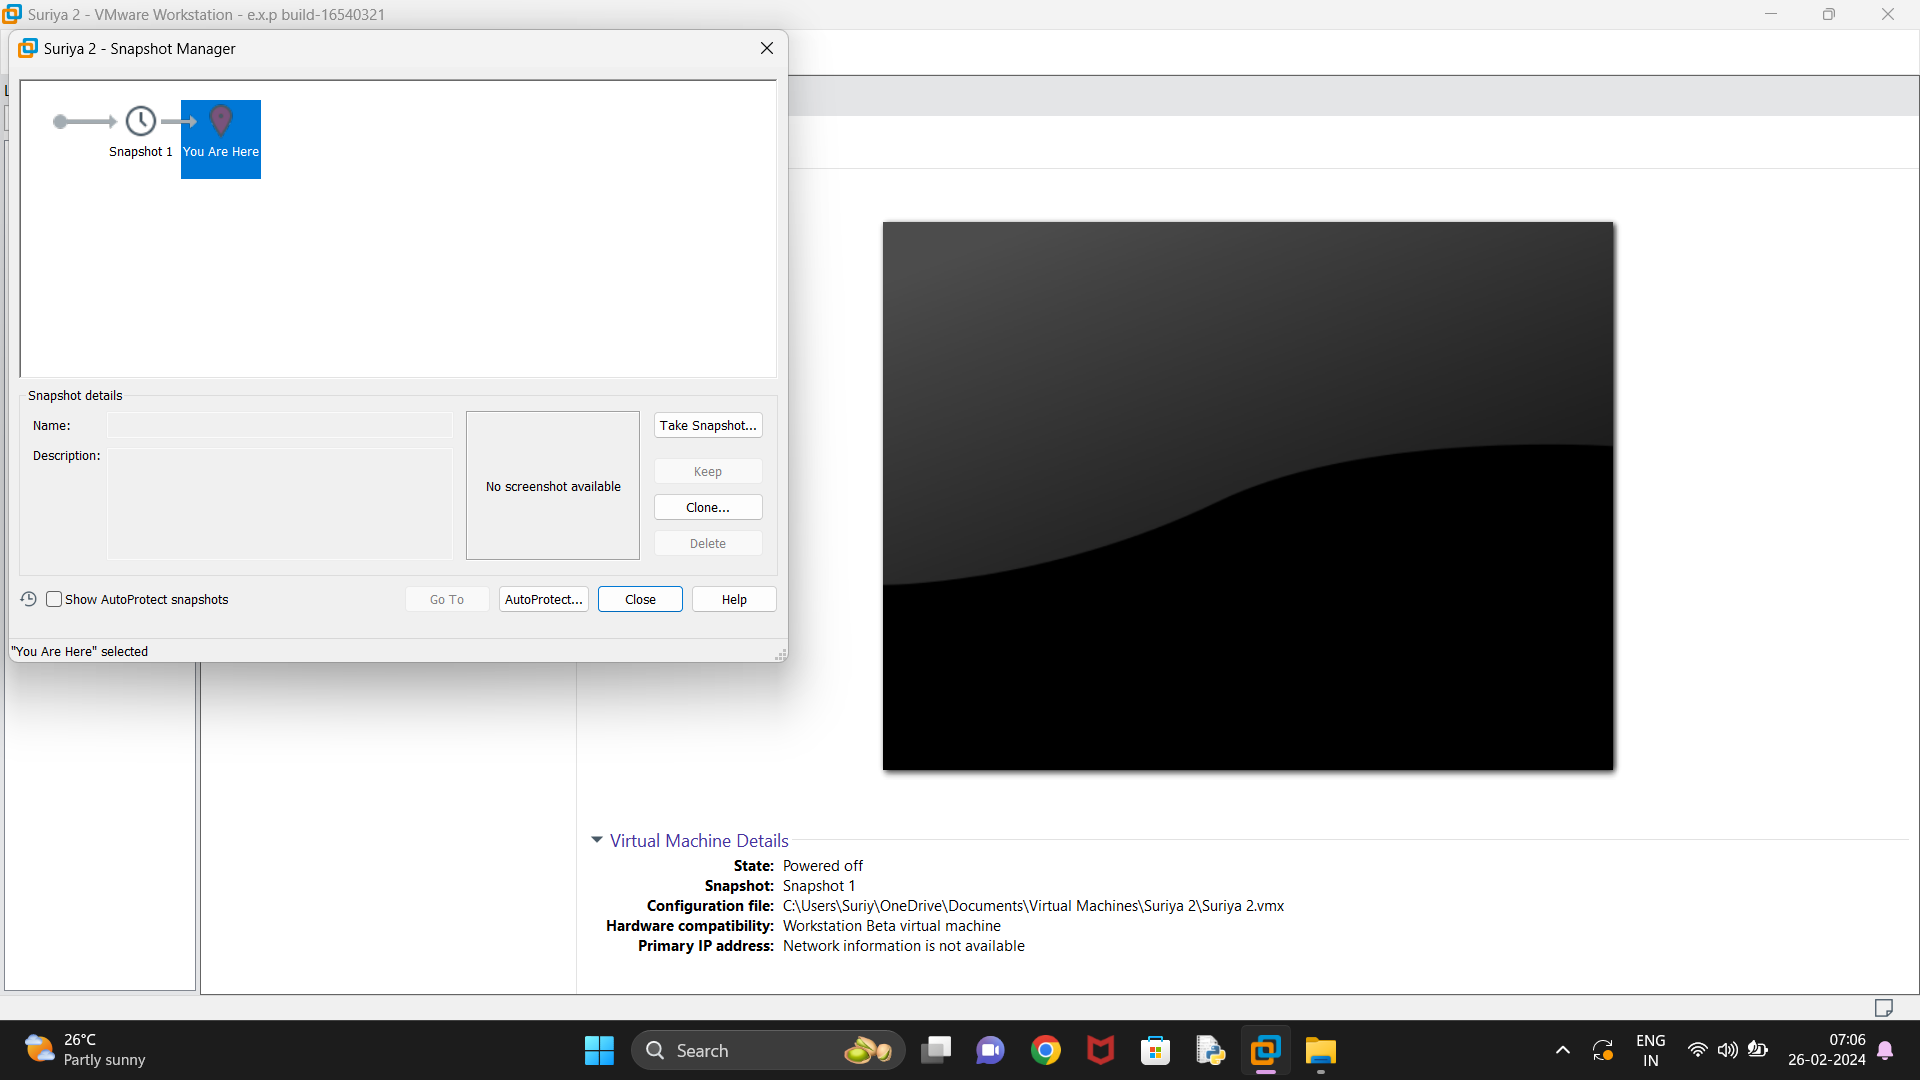 Suriya 2 - VMware Workstation - e.x.p build-16540321
Suriya 2 - Snapshot Manager
Snapshot 1
You Are Here
Snapshot details
Name:
Take Snapshot...
Description:
No screenshot available
Keep
Clone...
Delete
Show AutoProtect snapshots
Go To
AutoProtect...
Close
Help
"You Are Here" selected
Virtual Machine Details
State: Powered off
Snapshot: Snapshot 1
Configuration file: C:\Users\Suriy\OneDrive\Documents\Virtual Machines\Suriya 2\Suriya 2.vmx
Hardware compatibility: Workstation Beta virtual machine
Primary IP address: Network information is not available
26°C
Partly sunny
Search
ENG
IN
07:06
26-02-2024